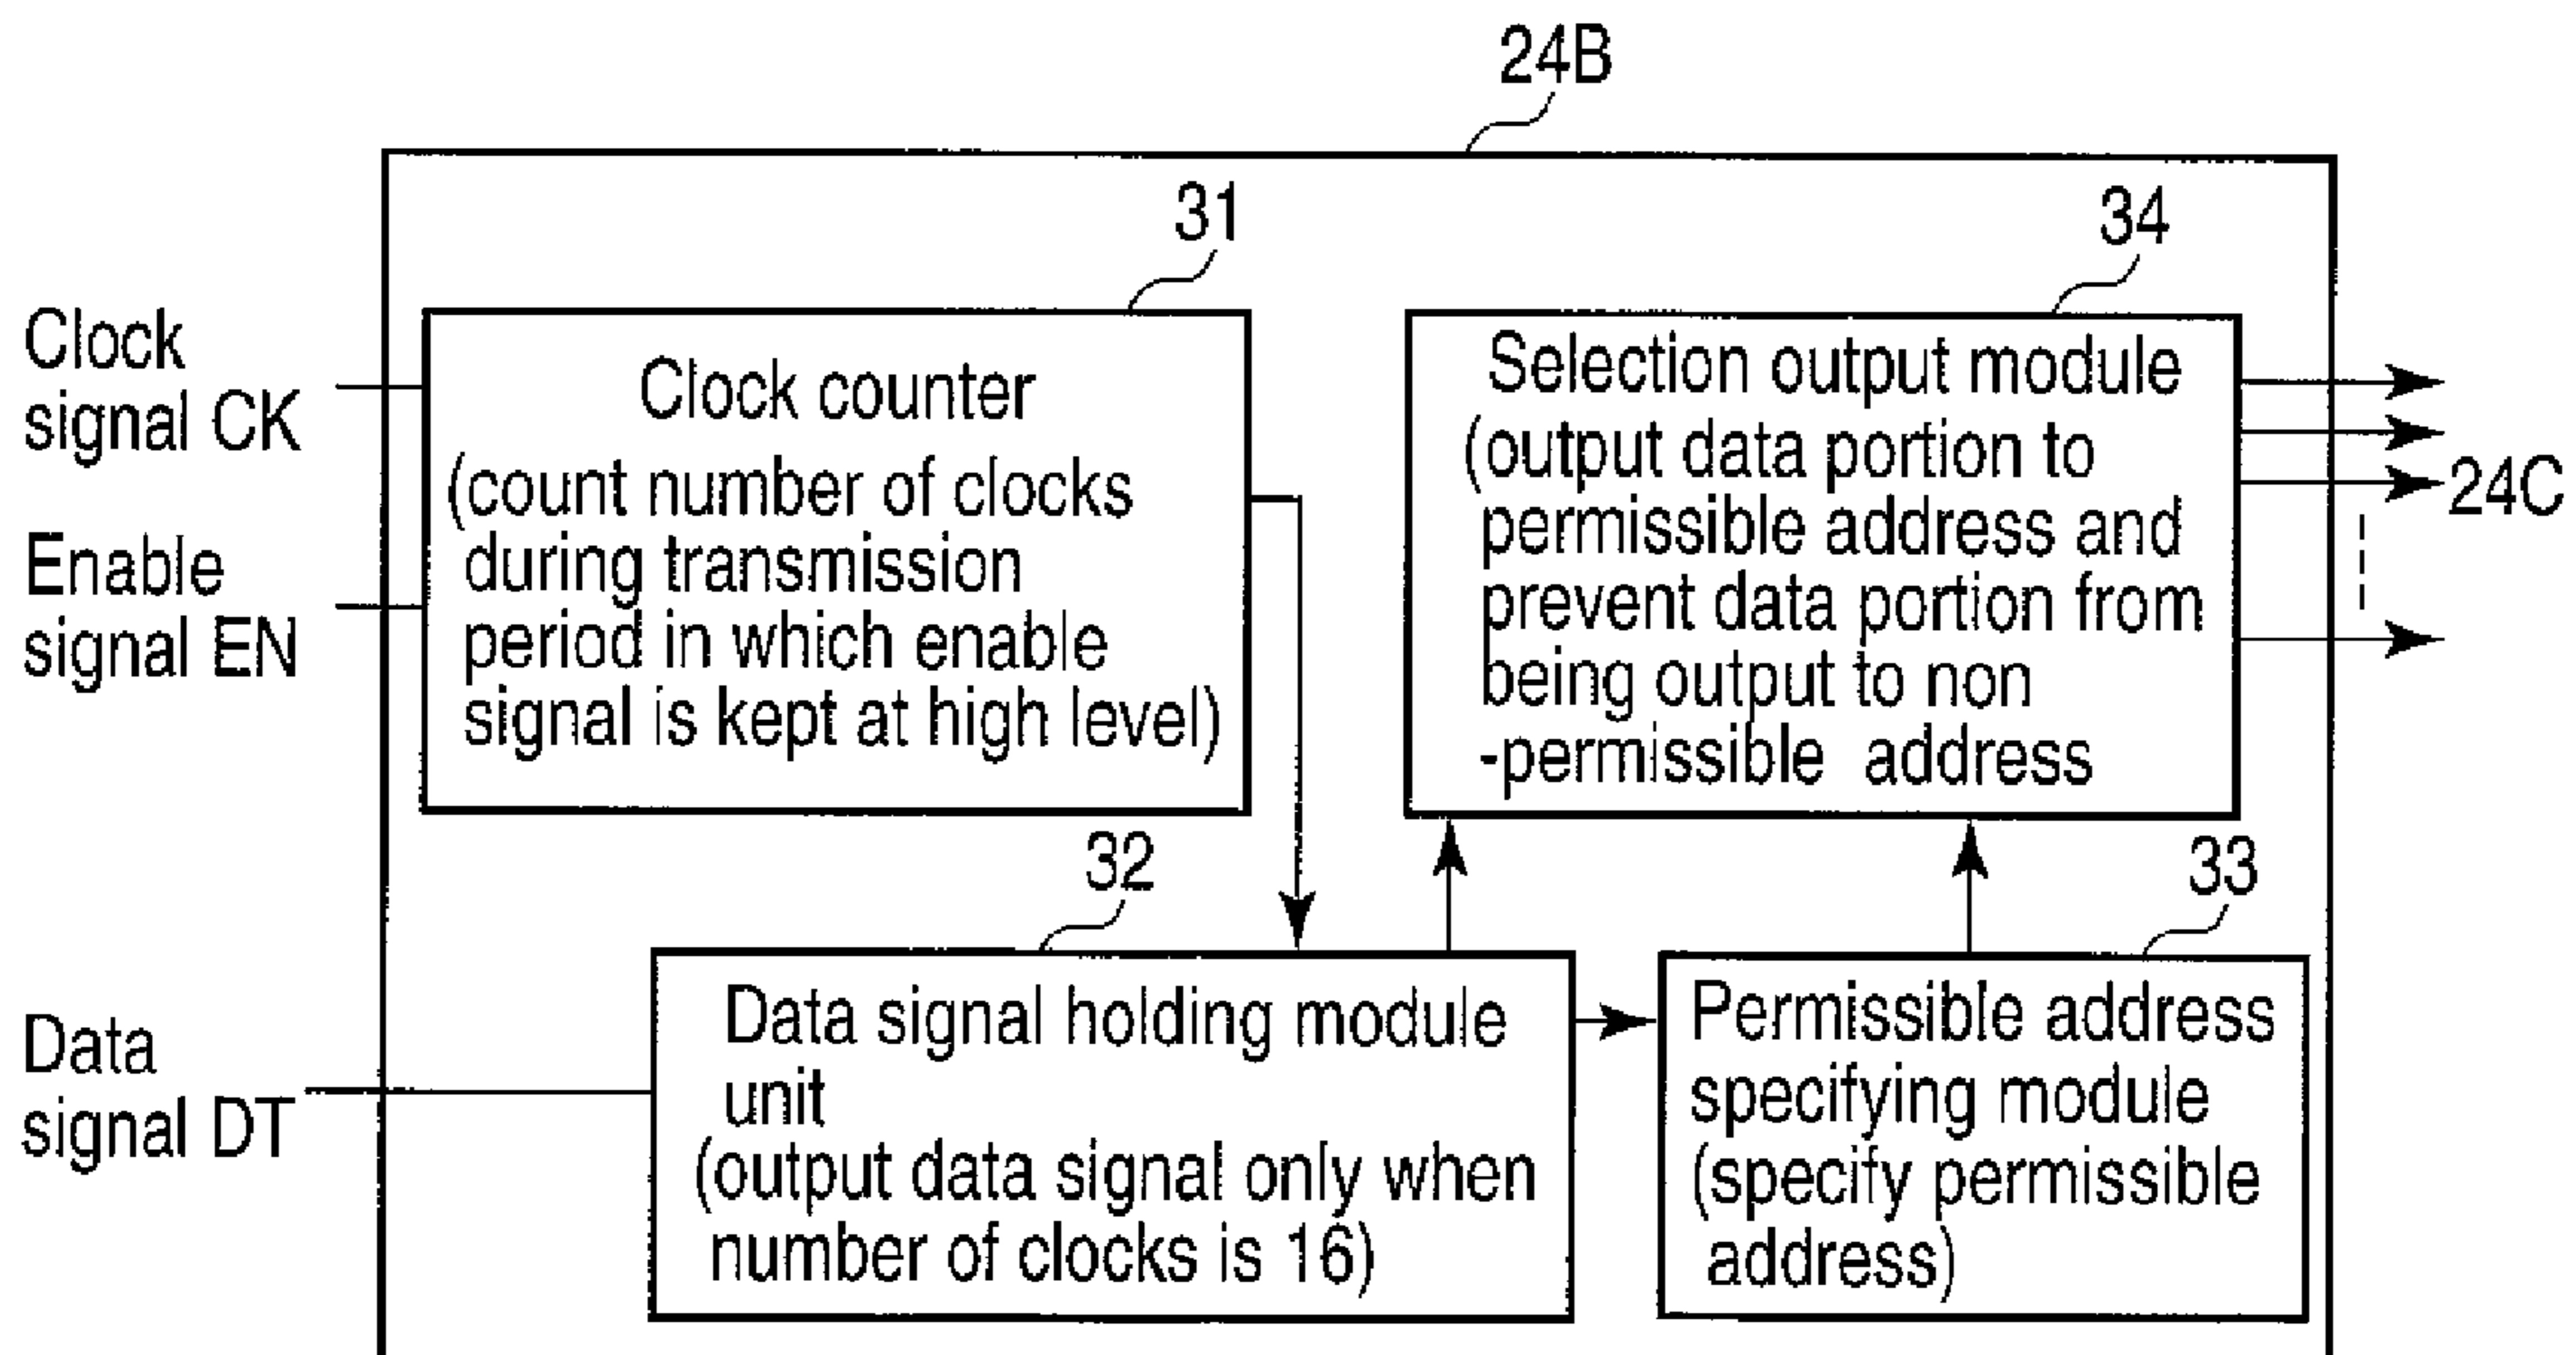 24B
31
34
Clock
signal CK
Enable
signal EN
Clock counter
(count number of clocks
during transmission
period in which enable
signal is kept at high level)
Selection output module
(output data portion to
permissible address and
prevent data portion from
being output to non
-permissible address
24C
32
33
Data
signal DT
Data signal holding module
unit
(output data signal only when
number of clocks is 16)
Permissible address
specifying module
(specify permissible
address)